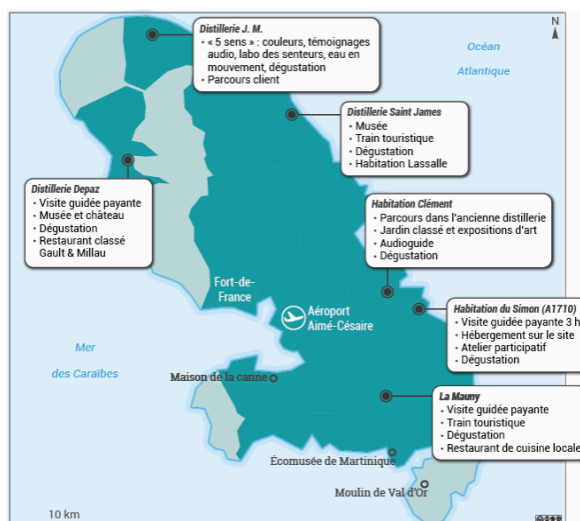 Distillerie J. M.
• « 5 sens » : couleurs, témoignages
audio, labo des senteurs, eau en
mouvement, dégustation
• Parcours client
N
Océan
Atlantique
Distillerie Saint James
• Musée
• Train touristique
• Dégustation
• Habitation Lassalle
Distillerie Depaz
• Visite guidée payante
• Musée et château
• Dégustation
• Restaurant classé
Gault & Millau
Habitation Clément
• Parcours dans l'ancienne distillerie
• Jardin classé et expositions d'art
• Audioguide
• Dégustation
Fort-de-
France
Aéroport
Aimé-Césaire
Habitation du Simon (A1710)
• Visite guidée payante 3 h
• Hébergement sur le site
• Atelier participatif
• Dégustation
Mer
des Caraïbes
Maison de la canne
La Mauny
• Visite guidée payante
• Train touristique
• Dégustation
• Restaurant de cuisine locale
Écomusée de Martinique
Moulin de Val d'Or
10 km